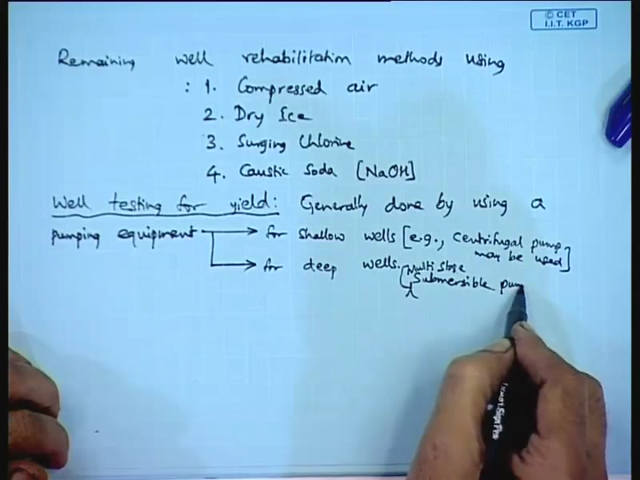 © CET
I.I.T. KGP
Remaining well rehabilitation methods using
: 1. Compressed air
2. Dry Ice
3. Surging Chlorine
4. Caustic Soda [NaOH]
Well testing for yield: Generally done by using a
pumping equipment for shallow wells [e.g., Centrifugal pump
may be used]
for deep wells. [Multi stage
Submersible pum